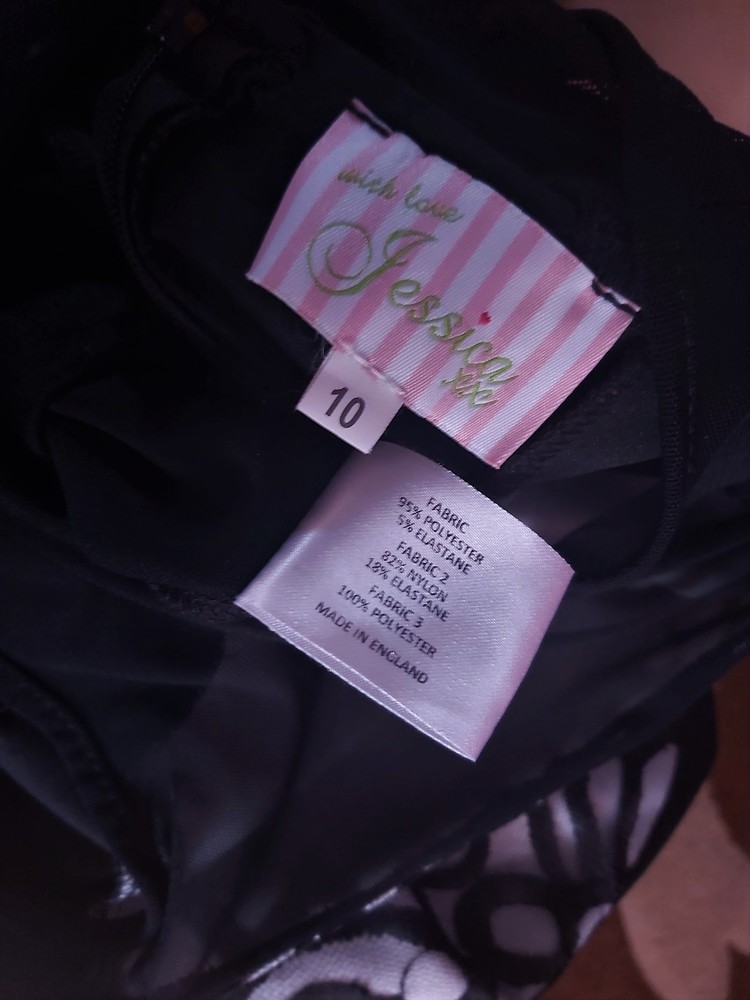 with love
Jessica
xx
10
FABRIC
95% POLYESTER
5% ELASTANE
FABRIC 2
82% NYLON
18% ELASTANE
FABRIC 3
100% POLYESTER
MADE IN ENGLAND